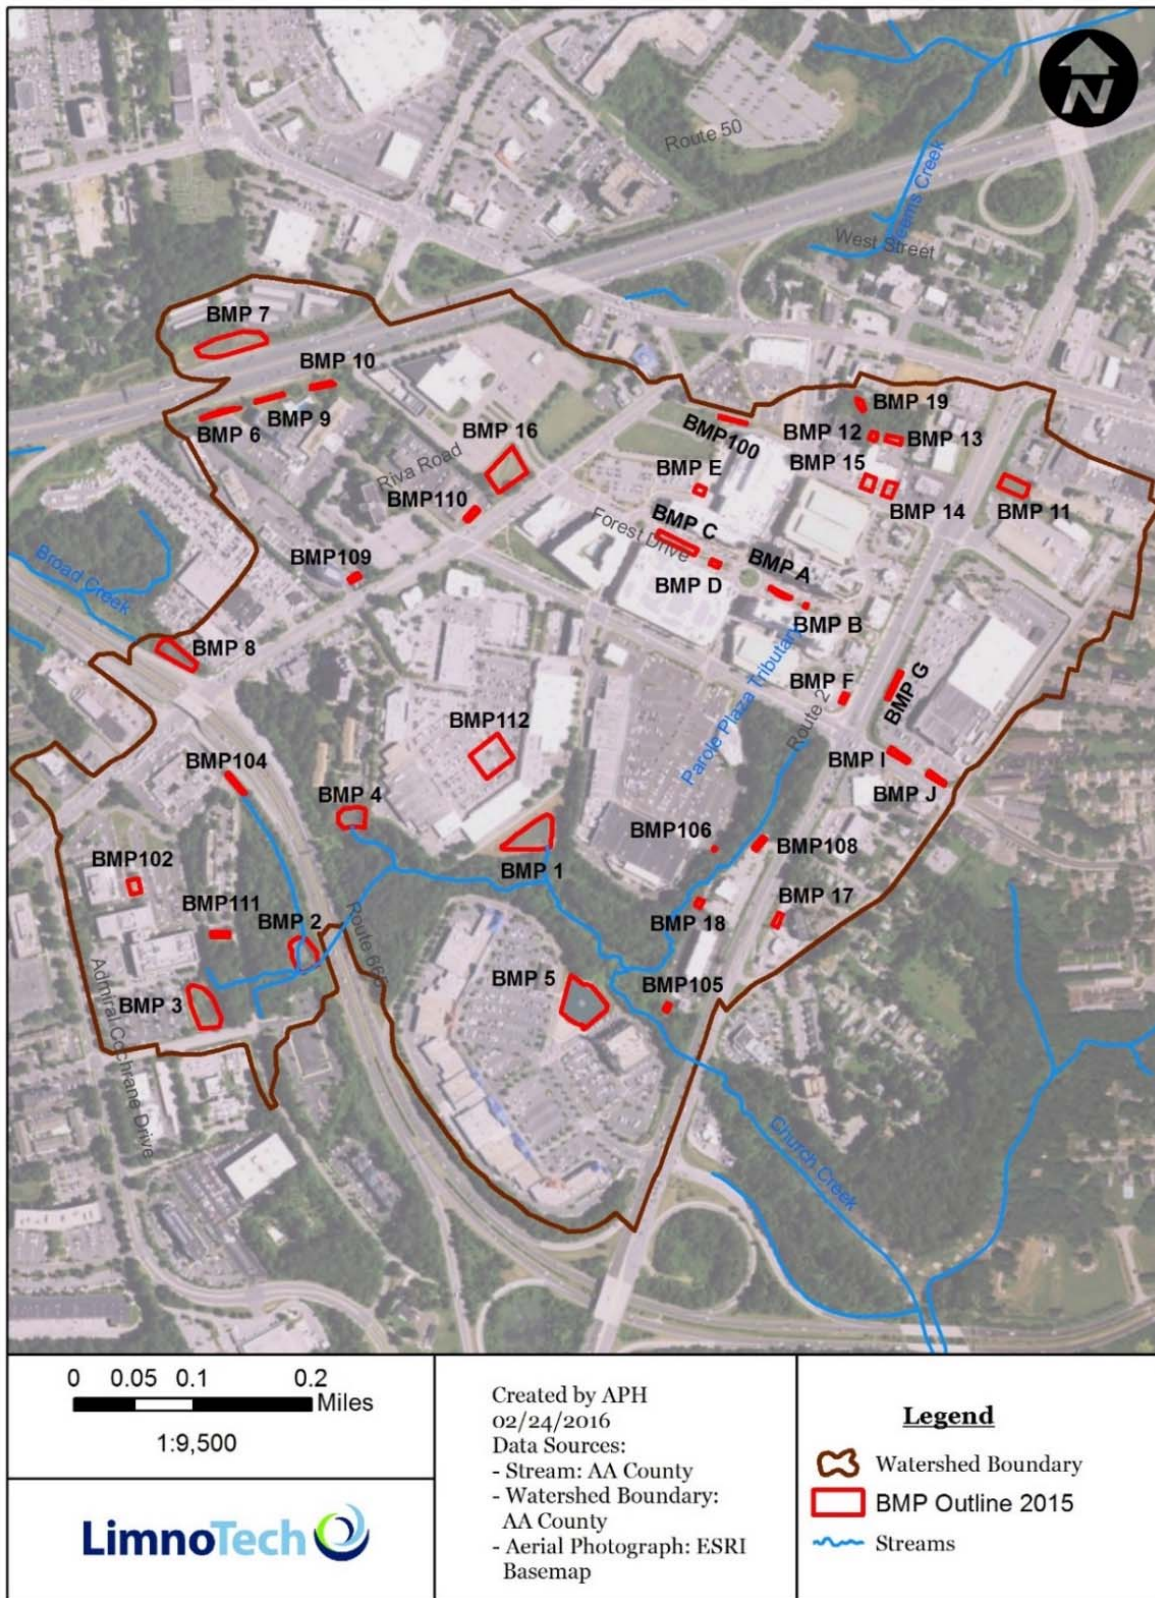 N
Route 50
Weems Creek
West Street
BMP 7
BMP 10
BMP 9
BMP 6
BMP 19
BMP100
BMP 12
BMP 13
BMP 16
BMP 15
Riva Road
BMP E
BMP110
BMP 14
BMP 11
BMP C
Forest Drive
BMP109
BMP A
BMP D
Broad Creek
BMP B
BMP 8
BMP F
BMP G
Parole Plaza Tributary
Route 2
BMP112
BMP I
BMP104
BMP J
BMP 4
BMP106
BMP108
BMP102
BMP 1
BMP 17
BMP111
BMP 2
BMP 18
Route 665
BMP 5
BMP105
BMP 3
Admiral Cochrane Drive
Church Creek
0 0.05 0.1 0.2
Miles
1:9,500
LimnoTech
Created by APH
02/24/2016
Data Sources:
- Stream: AA County
- Watershed Boundary:
AA County
- Aerial Photograph: ESRI
Basemap
Legend
Watershed Boundary
BMP Outline 2015
Streams